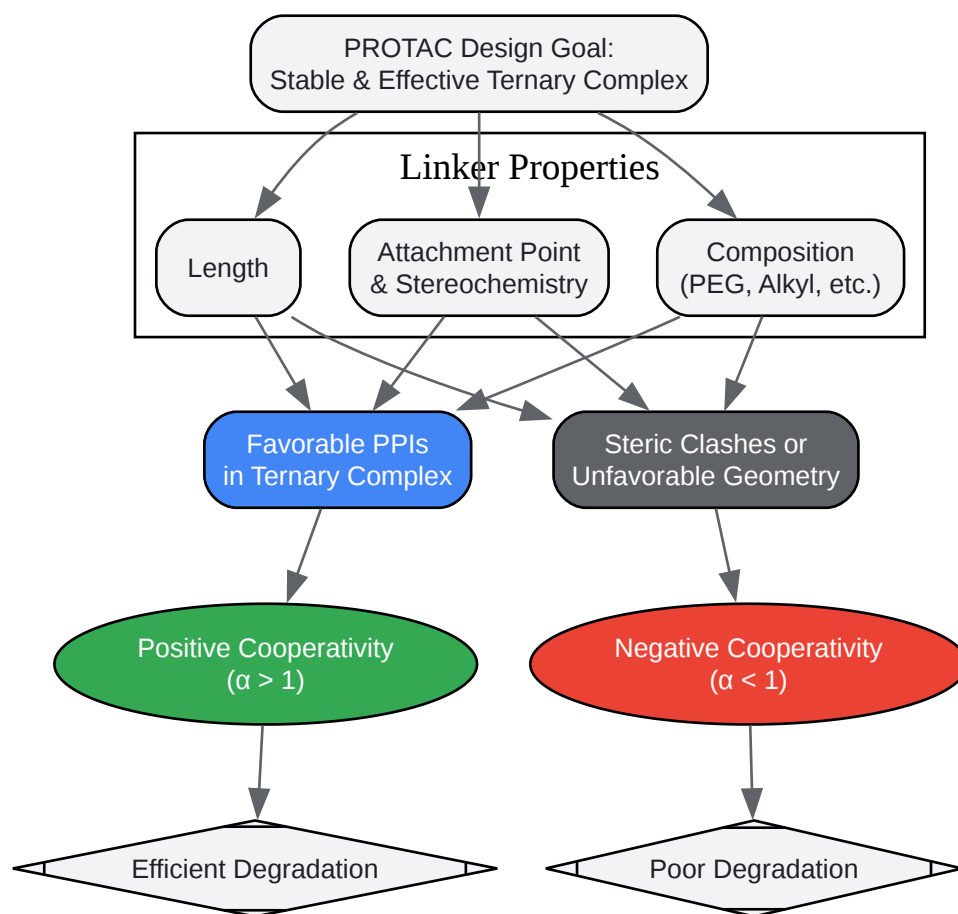 PROTAC Design Goal:
Stable & Effective Ternary Complex
Linker Properties
Length
Attachment Point
& Stereochemistry
Composition
(PEG, Alkyl, etc.)
Favorable PPIs
in Ternary Complex
Steric Clashes or
Unfavorable Geometry
Positive Cooperativity
(α > 1)
Negative Cooperativity
(α < 1)
Efficient Degradation
Poor Degradation